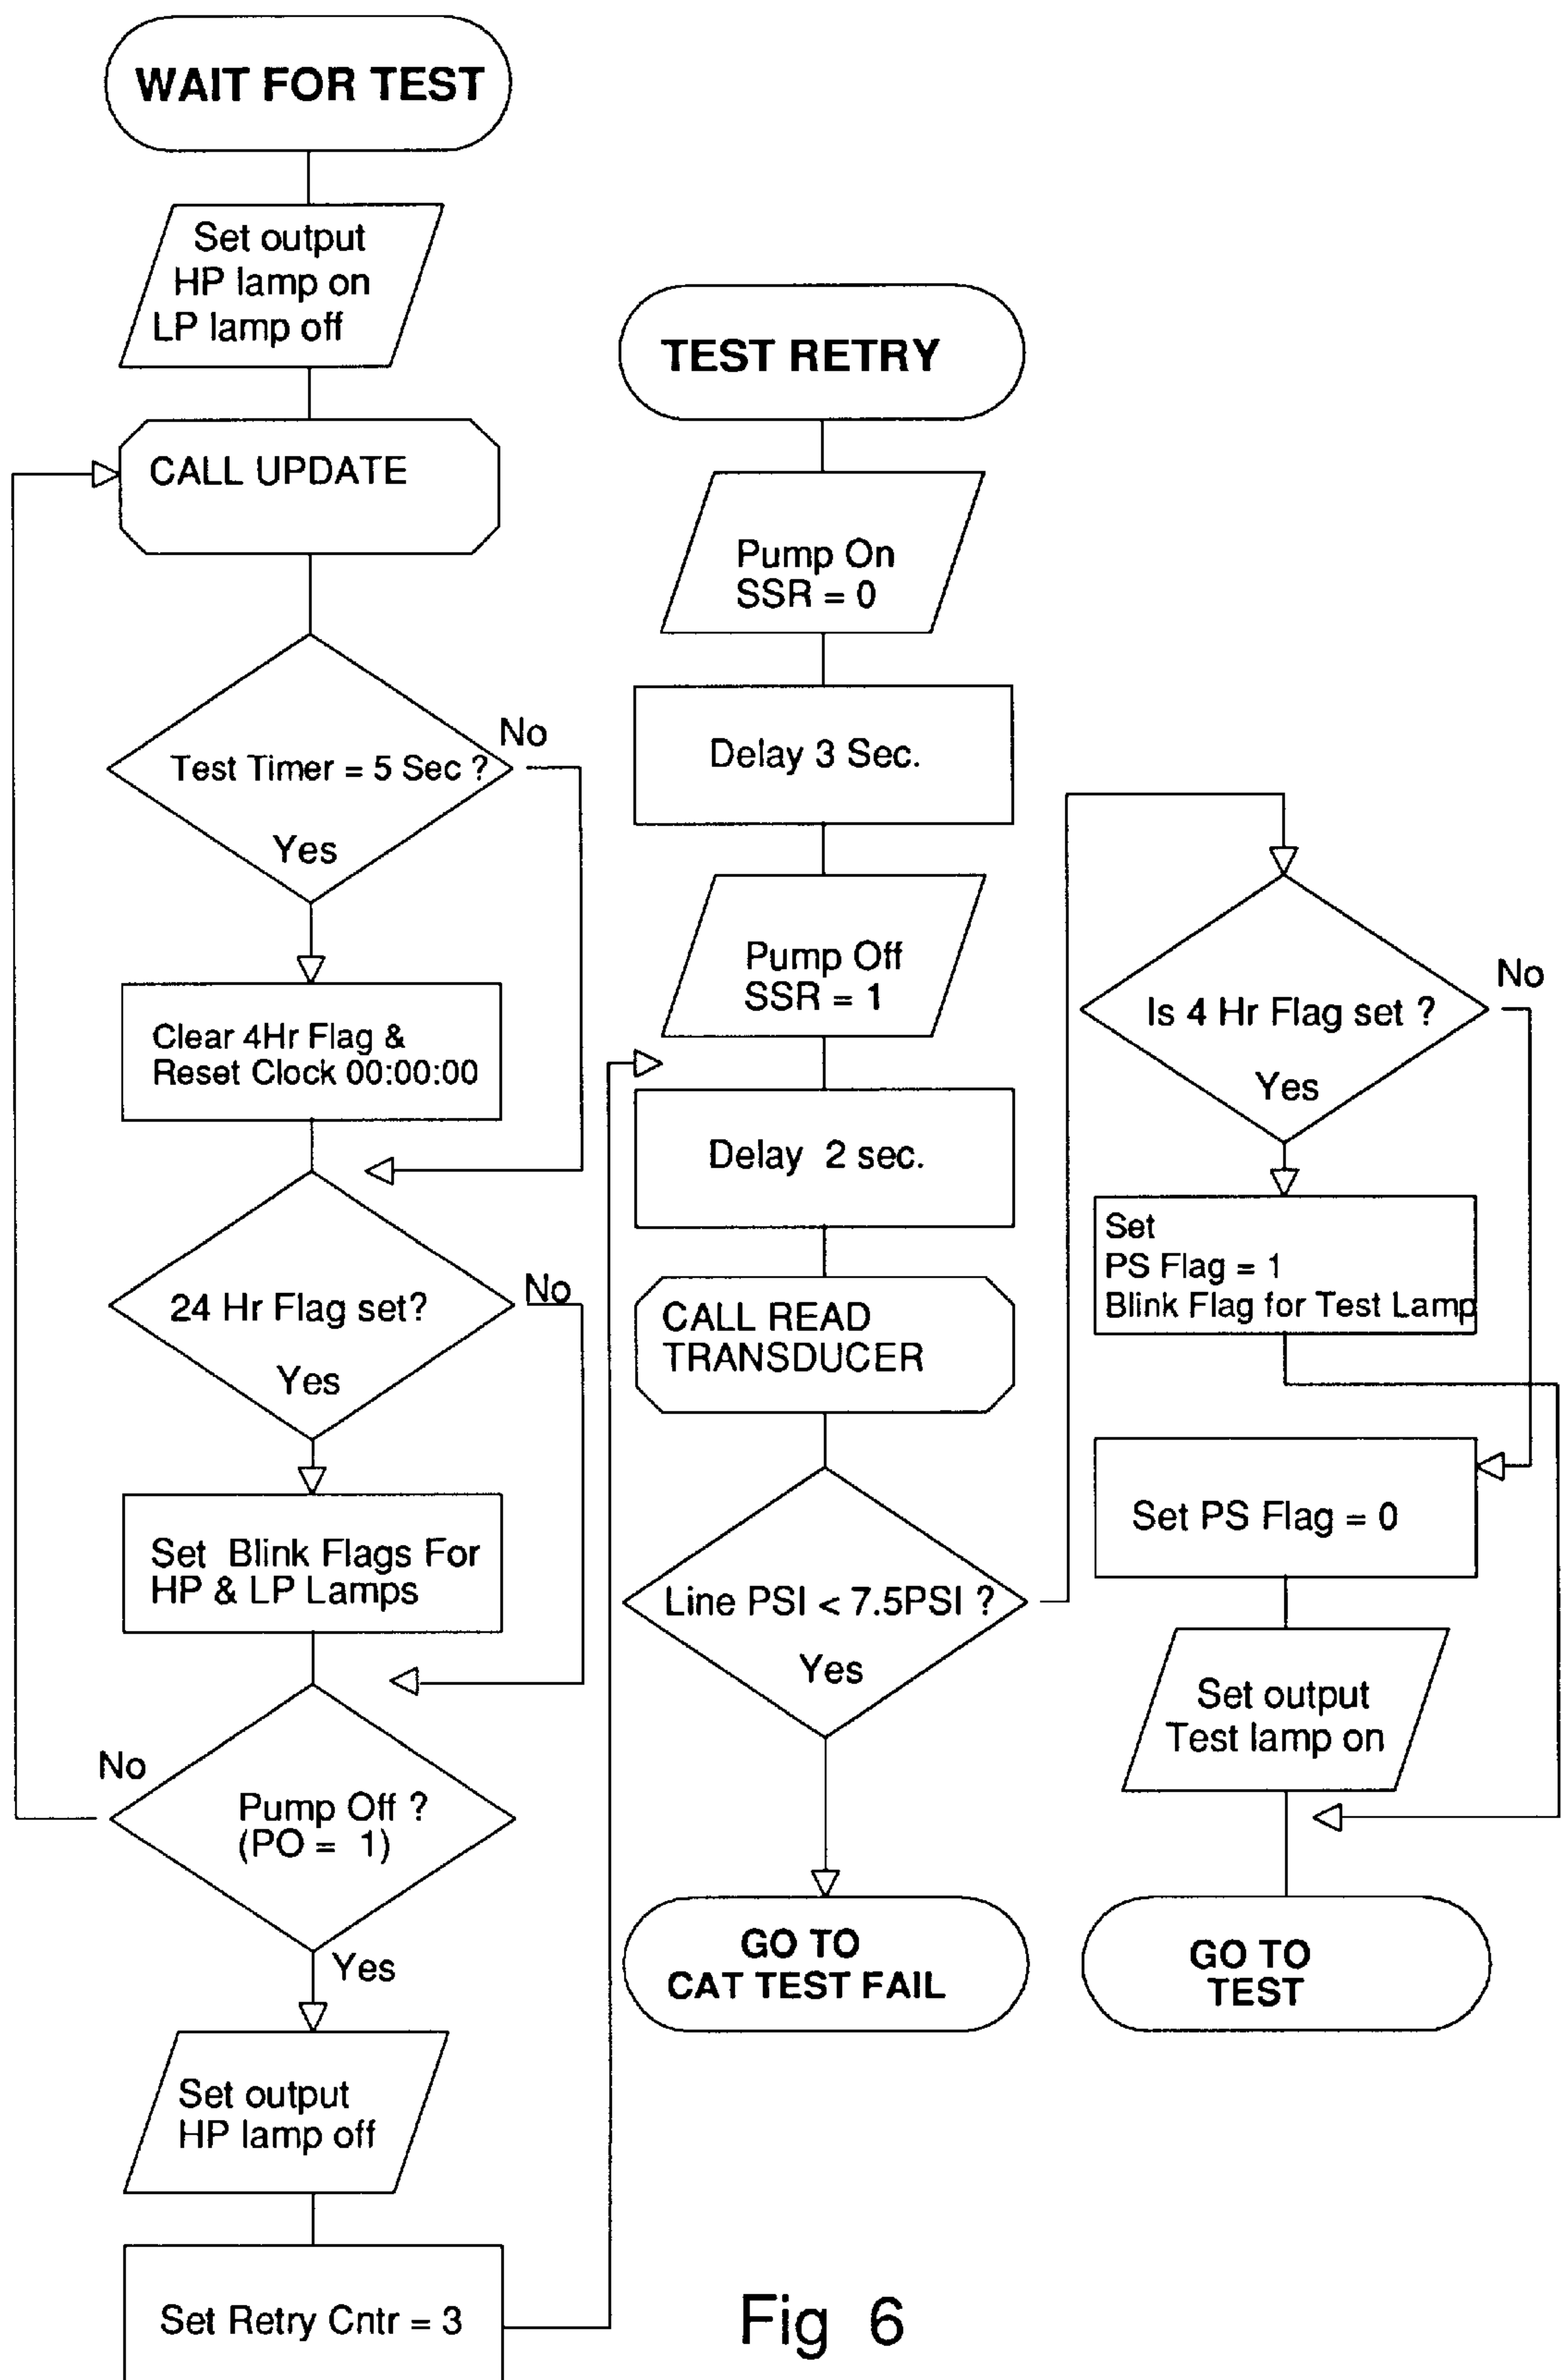 WAIT FOR TEST
Set output
HP lamp on
LP lamp off
CALL UPDATE
Test Timer = 5 Sec ?
No
Yes
Clear 4Hr Flag &
Reset Clock 00:00:00
24 Hr Flag set?
No
Yes
Set Blink Flags For
HP & LP Lamps
No
Pump Off ?
(PO = 1)
Yes
Set output
HP lamp off
Set Retry Cntr = 3
TEST RETRY
Pump On
SSR = 0
Delay 3 Sec.
Pump Off
SSR = 1
Delay 2 sec.
CALL READ
TRANSDUCER
Line PSI < 7.5PSI ?
Yes
GO TO
CAT TEST FAIL
Is 4 Hr Flag set ?
No
Yes
Set
PS Flag = 1
Blink Flag for Test Lamp
Set PS Flag = 0
Set output
Test lamp on
GO TO
TEST
Fig 6